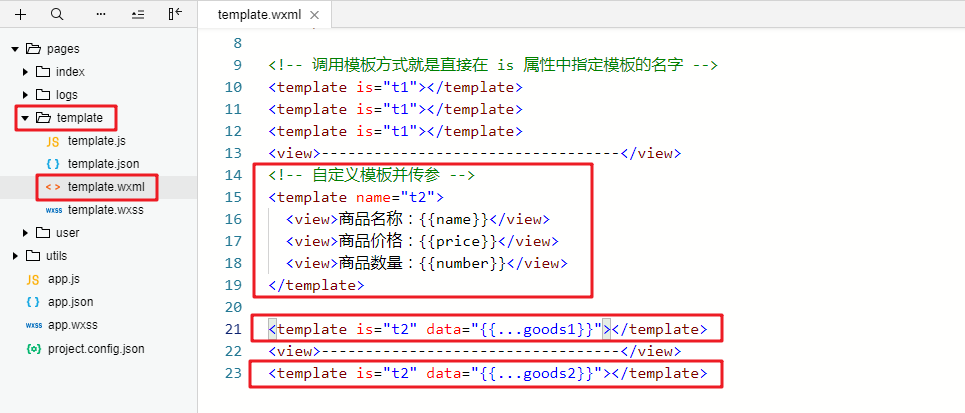 template.wxml
pages
index
logs
template
template.js
template.json
template.wxml
template.wxss
user
utils
app.js
app.json
app.wxss
project.config.json
8
9 <!-- 调用模板方式就是直接在 is 属性中指定模板的名字 -->
10 <template is="t1"></template>
11 <template is="t1"></template>
12 <template is="t1"></template>
13 <view>---------------------------------</view>
14 <!-- 自定义模板并传参 -->
15 <template name="t2">
16 <view>商品名称：{{name}}</view>
17 <view>商品价格：{{price}}</view>
18 <view>商品数量：{{number}}</view>
19 </template>
20
21 <template is="t2" data="{{...goods1}}"></template>
22 <view>---------------------------------</view>
23 <template is="t2" data="{{...goods2}}"></template>